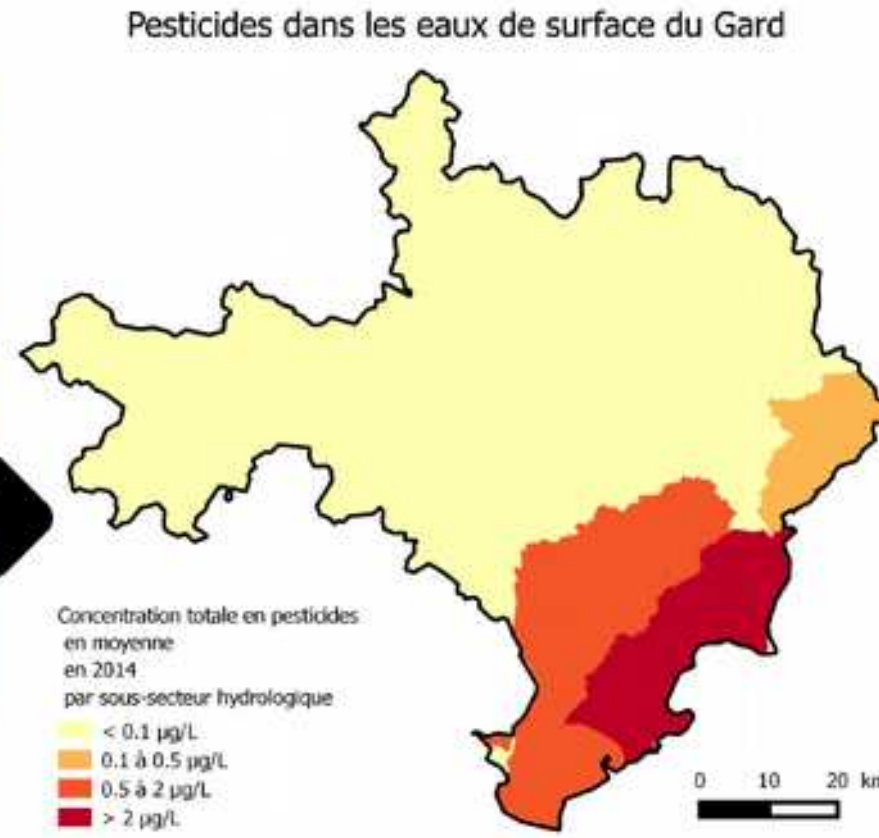 Pesticides dans les eaux de surface du Gard
Concentration totale en pesticides
en moyenne
en 2014
par sous-secteur hydrologique
< 0.1 µg/L
0.1 à 0.5 µg/L
0.5 à 2 µg/L
> 2 µg/L
0 10 20 km